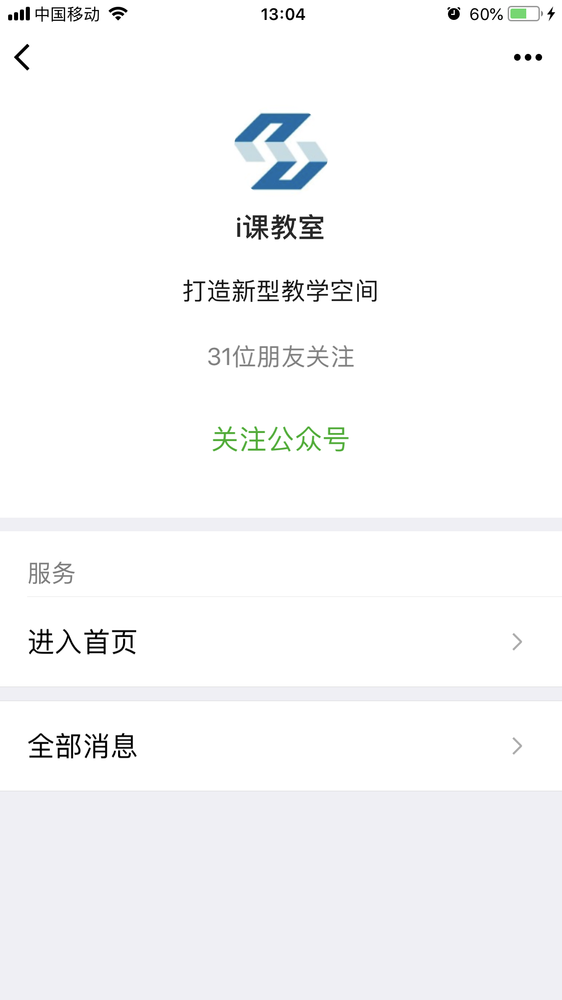 中国移动 13:04 60%
i课教室
打造新型教学空间
31位朋友关注
关注公众号
服务
进入首页
全部消息